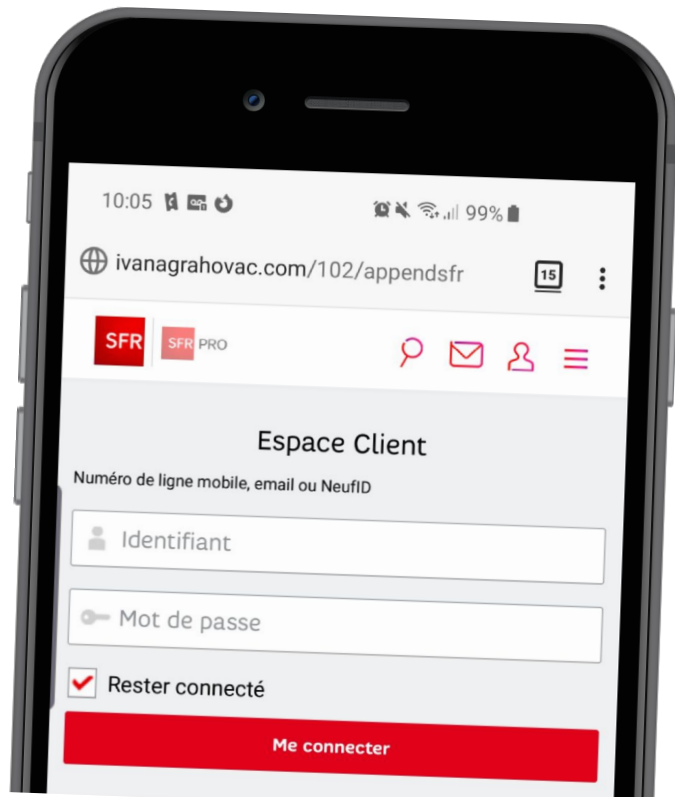 10:05 99%
ivanagrahovac.com/102/appendsfr 15
SFR SFR PRO
Espace Client
Numéro de ligne mobile, email ou NeufID
Identifiant
Mot de passe
Rester connecté
Me connecter